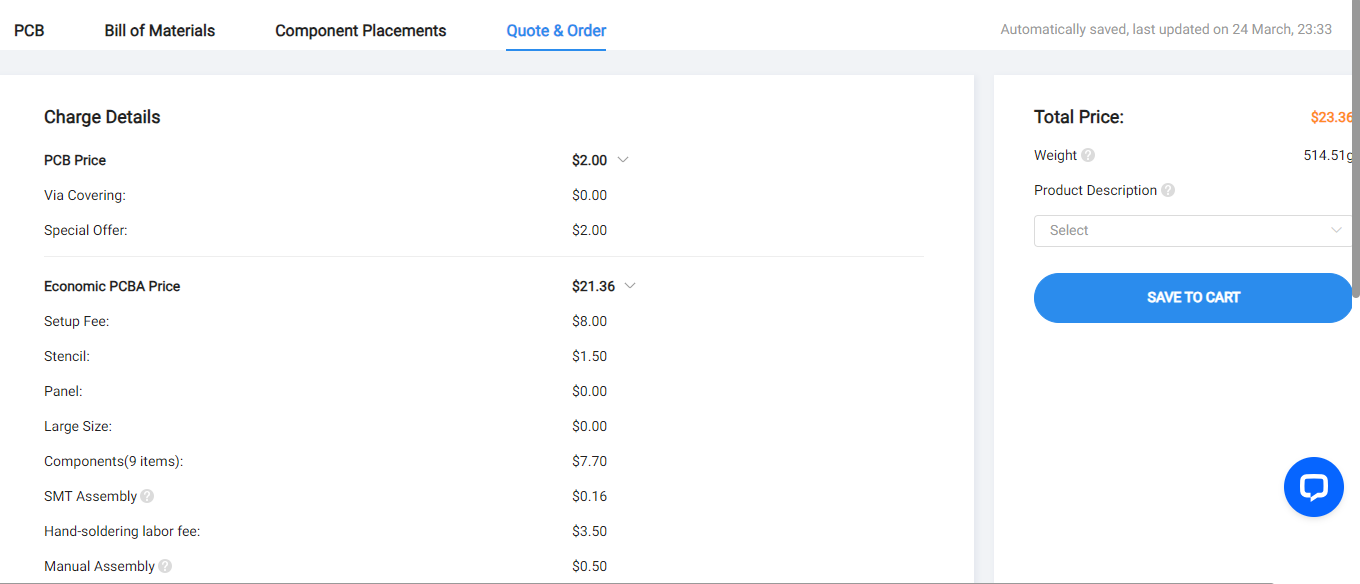 PCB Bill of Materials Component Placements Quote & Order Automatically saved, last updated on 24 March, 23:33
Charge Details
PCB Price $2.00
Via Covering: $0.00
Special Offer: $2.00
Economic PCBA Price $21.36
Setup Fee: $8.00
Stencil: $1.50
Panel: $0.00
Large Size: $0.00
Components(9 items): $7.70
SMT Assembly ? $0.16
Hand-soldering labor fee: $3.50
Manual Assembly ? $0.50
Total Price: $23.36
Weight ? 514.51g
Product Description ?
Select
SAVE TO CART